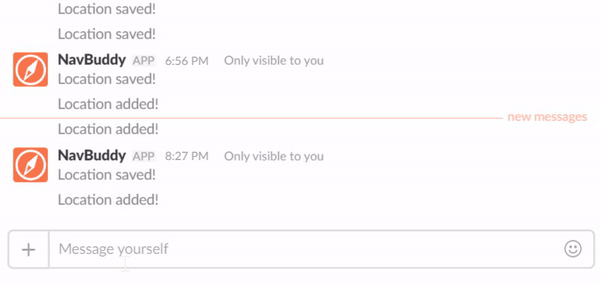 Location saved!
Location saved!
NavBuddy APP 6:56 PM Only visible to you
Location saved!
Location added!
new messages
Location added!
NavBuddy APP 8:27 PM Only visible to you
Location saved!
Location added!
+ Message yourself